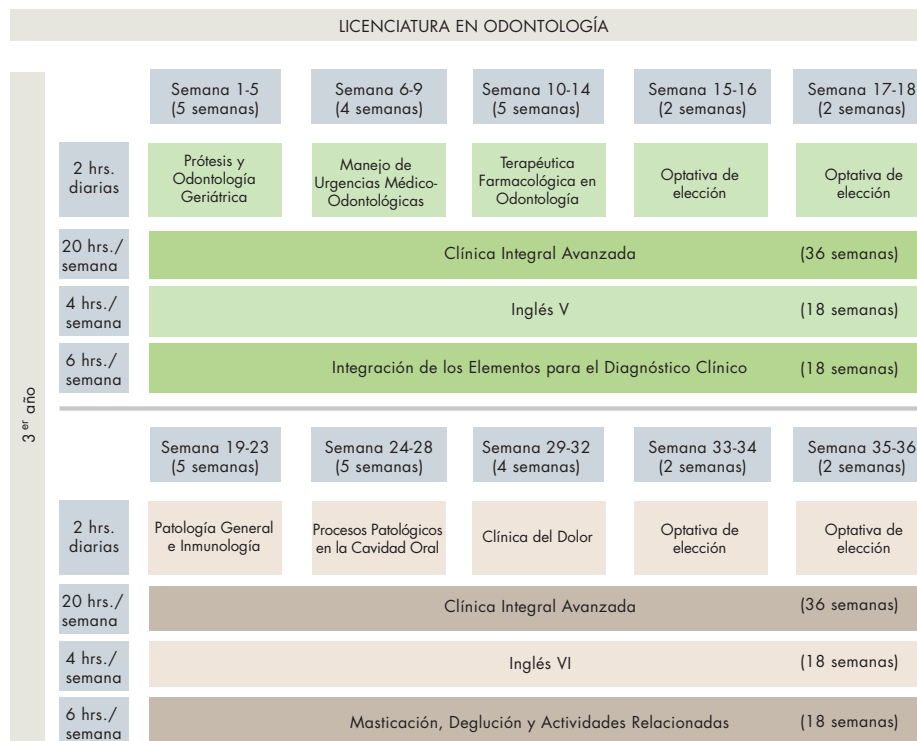 LICENCIATURA EN ODONTOLOGÍA
3er año
Semana 1-5
(5 semanas)
Semana 6-9
(4 semanas)
Semana 10-14
(5 semanas)
Semana 15-16
(2 semanas)
Semana 17-18
(2 semanas)
2 hrs.
diarias
Prótesis y
Odontología
Geriátrica
Manejo de
Urgencias Médico-
Odontológicas
Terapéutica
Farmacológica en
Odontología
Optativa de
elección
Optativa de
elección
20 hrs./
semana
Clínica Integral Avanzada (36 semanas)
4 hrs./
semana
Inglés V (18 semanas)
6 hrs./
semana
Integración de los Elementos para el Diagnóstico Clínico (18 semanas)
Semana 19-23
(5 semanas)
Semana 24-28
(5 semanas)
Semana 29-32
(4 semanas)
Semana 33-34
(2 semanas)
Semana 35-36
(2 semanas)
2 hrs.
diarias
Patología General
e Inmunología
Procesos Patológicos
en la Cavidad Oral
Clínica del Dolor
Optativa de
elección
Optativa de
elección
20 hrs./
semana
Clínica Integral Avanzada (36 semanas)
4 hrs./
semana
Inglés VI (18 semanas)
6 hrs./
semana
Masticación, Deglución y Actividades Relacionadas (18 semanas)